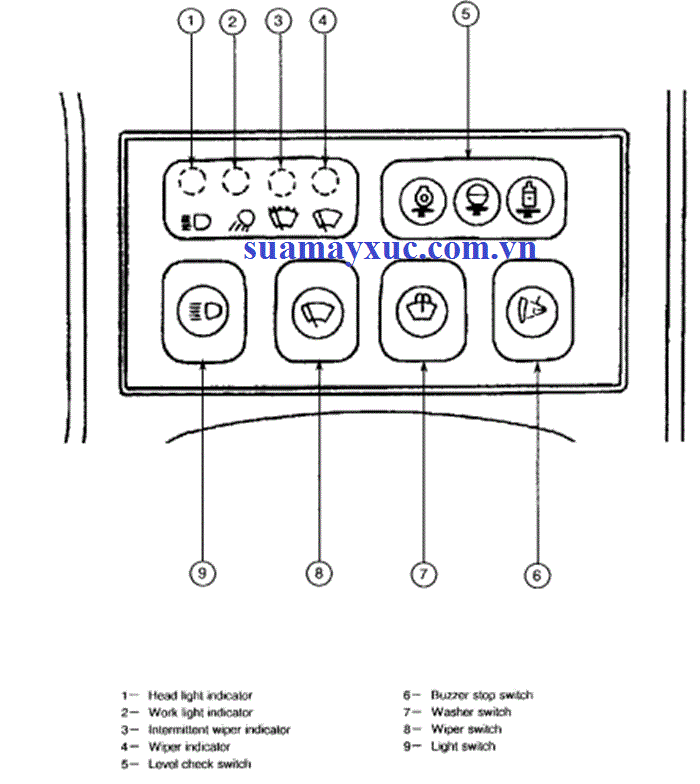 1 2 3 4 5
suamayxuc.com.vn
9 8 7 6
1— Head light indicator
2— Work light indicator
3— Intermittent wiper indicator
4— Wiper indicator
5— Level check switch
6— Buzzer stop switch
7— Washer switch
8— Wiper switch
9— Light switch